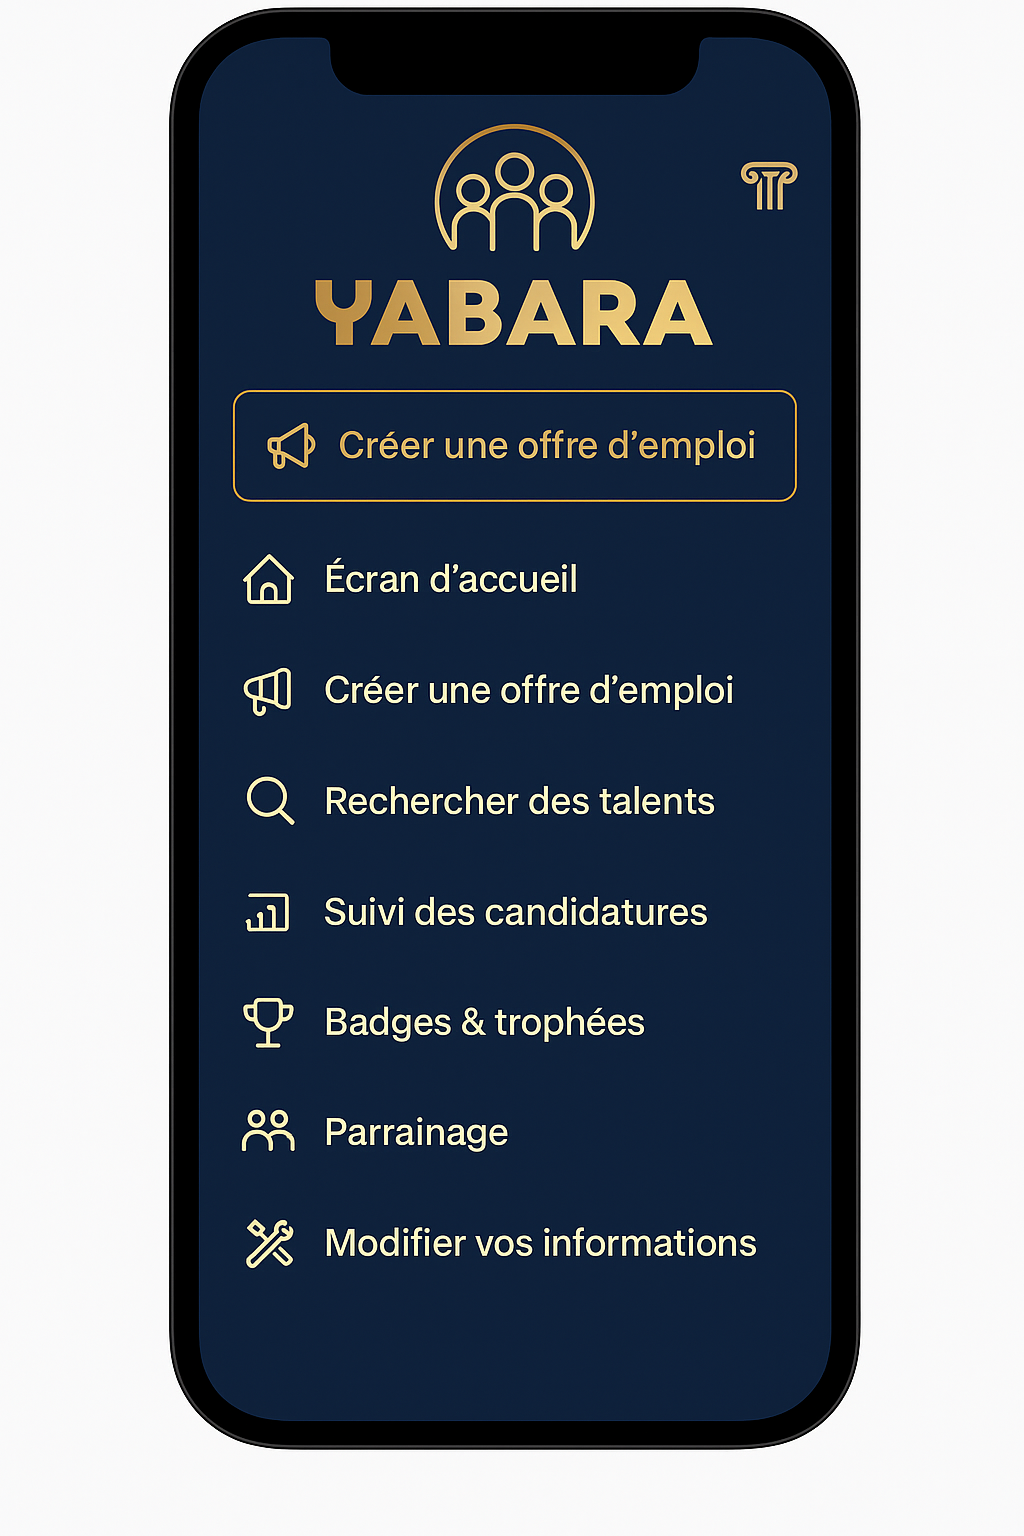 YABARA
Créer une offre d’emploi
Écran d’accueil
Créer une offre d’emploi
Rechercher des talents
Suivi des candidatures
Badges & trophées
Parrainage
Modifier vos informations